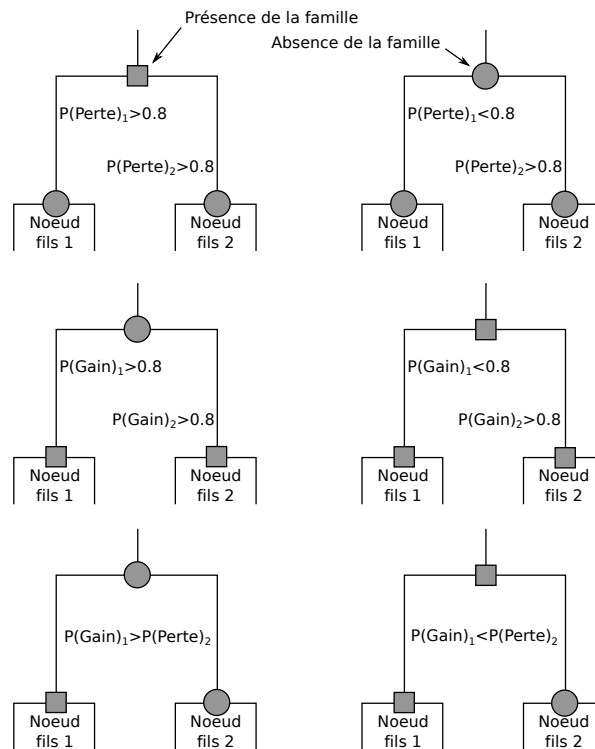 Présence de la famille
Absence de la famille
P(Perte)₁>0.8
P(Perte)₂>0.8
Noeud
fils 1
Noeud
fils 2
P(Perte)₁<0.8
P(Perte)₂>0.8
Noeud
fils 1
Noeud
fils 2
P(Gain)₁>0.8
P(Gain)₂>0.8
Noeud
fils 1
Noeud
fils 2
P(Gain)₁<0.8
P(Gain)₂>0.8
Noeud
fils 1
Noeud
fils 2
P(Gain)₁>P(Perte)₂
Noeud
fils 1
Noeud
fils 2
P(Gain)₁<P(Perte)₂
Noeud
fils 1
Noeud
fils 2